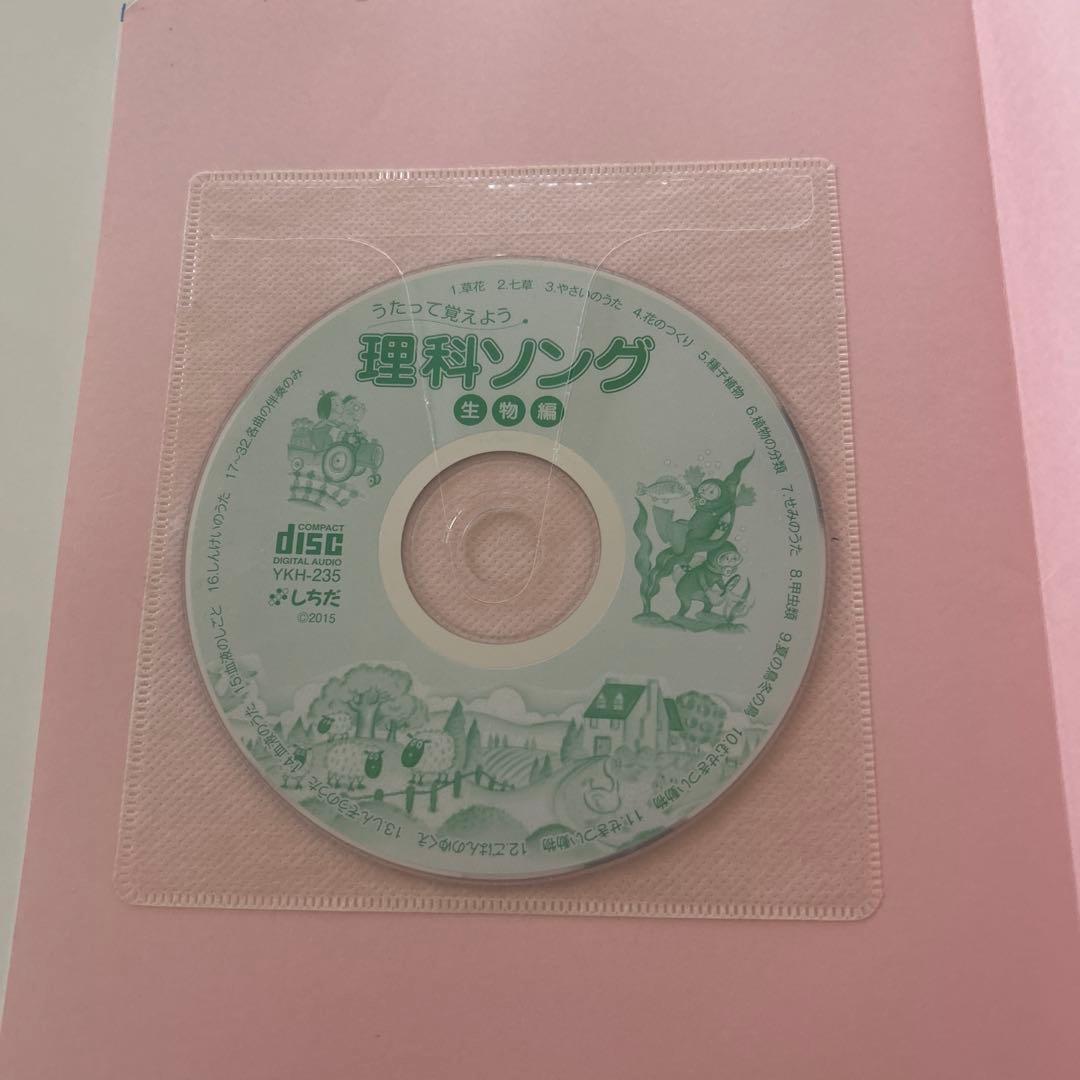 うたって覚えよう
理科ソング
生物編
COMPACT
disc
DIGITAL AUDIO
YKH-235
しちだ
©2015
1.草花 2.七草 3.やさいのうた 4.花のつくり 5.種子植物 6.植物の分類 7.せみのうた 8.甲虫類 9.夏の鳥冬の鳥 10.むせきつい動物 11.せきつい動物 12.ごはんのゆくえ 13.しんぞうのうた 14.血液のうた 15.血液のしごと 16.しんけいのうた 17~32.各曲の伴奏のみ